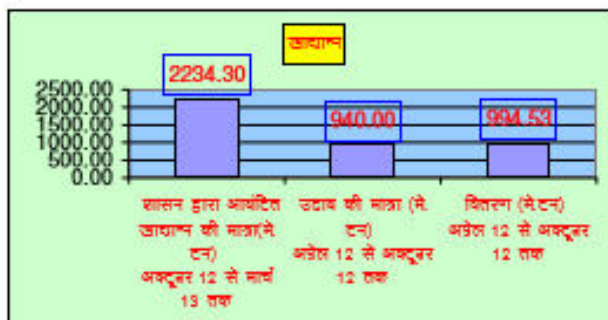 खाद्यान्न
2234.30
940.00
994.53
2500.00
2000.00
1500.00
1000.00
500.00
0.00
शासन द्वारा आवंटित
खाद्यान्न की मात्रा(मे.
टन)
अक्टूबर 12 से मार्च
13 तक
उठाव की मात्रा (मे.
टन)
अप्रेल 12 से अक्टूबर
12 तक
वितरण (मे.टन)
अप्रेल 12 से अक्टूबर
12 तक